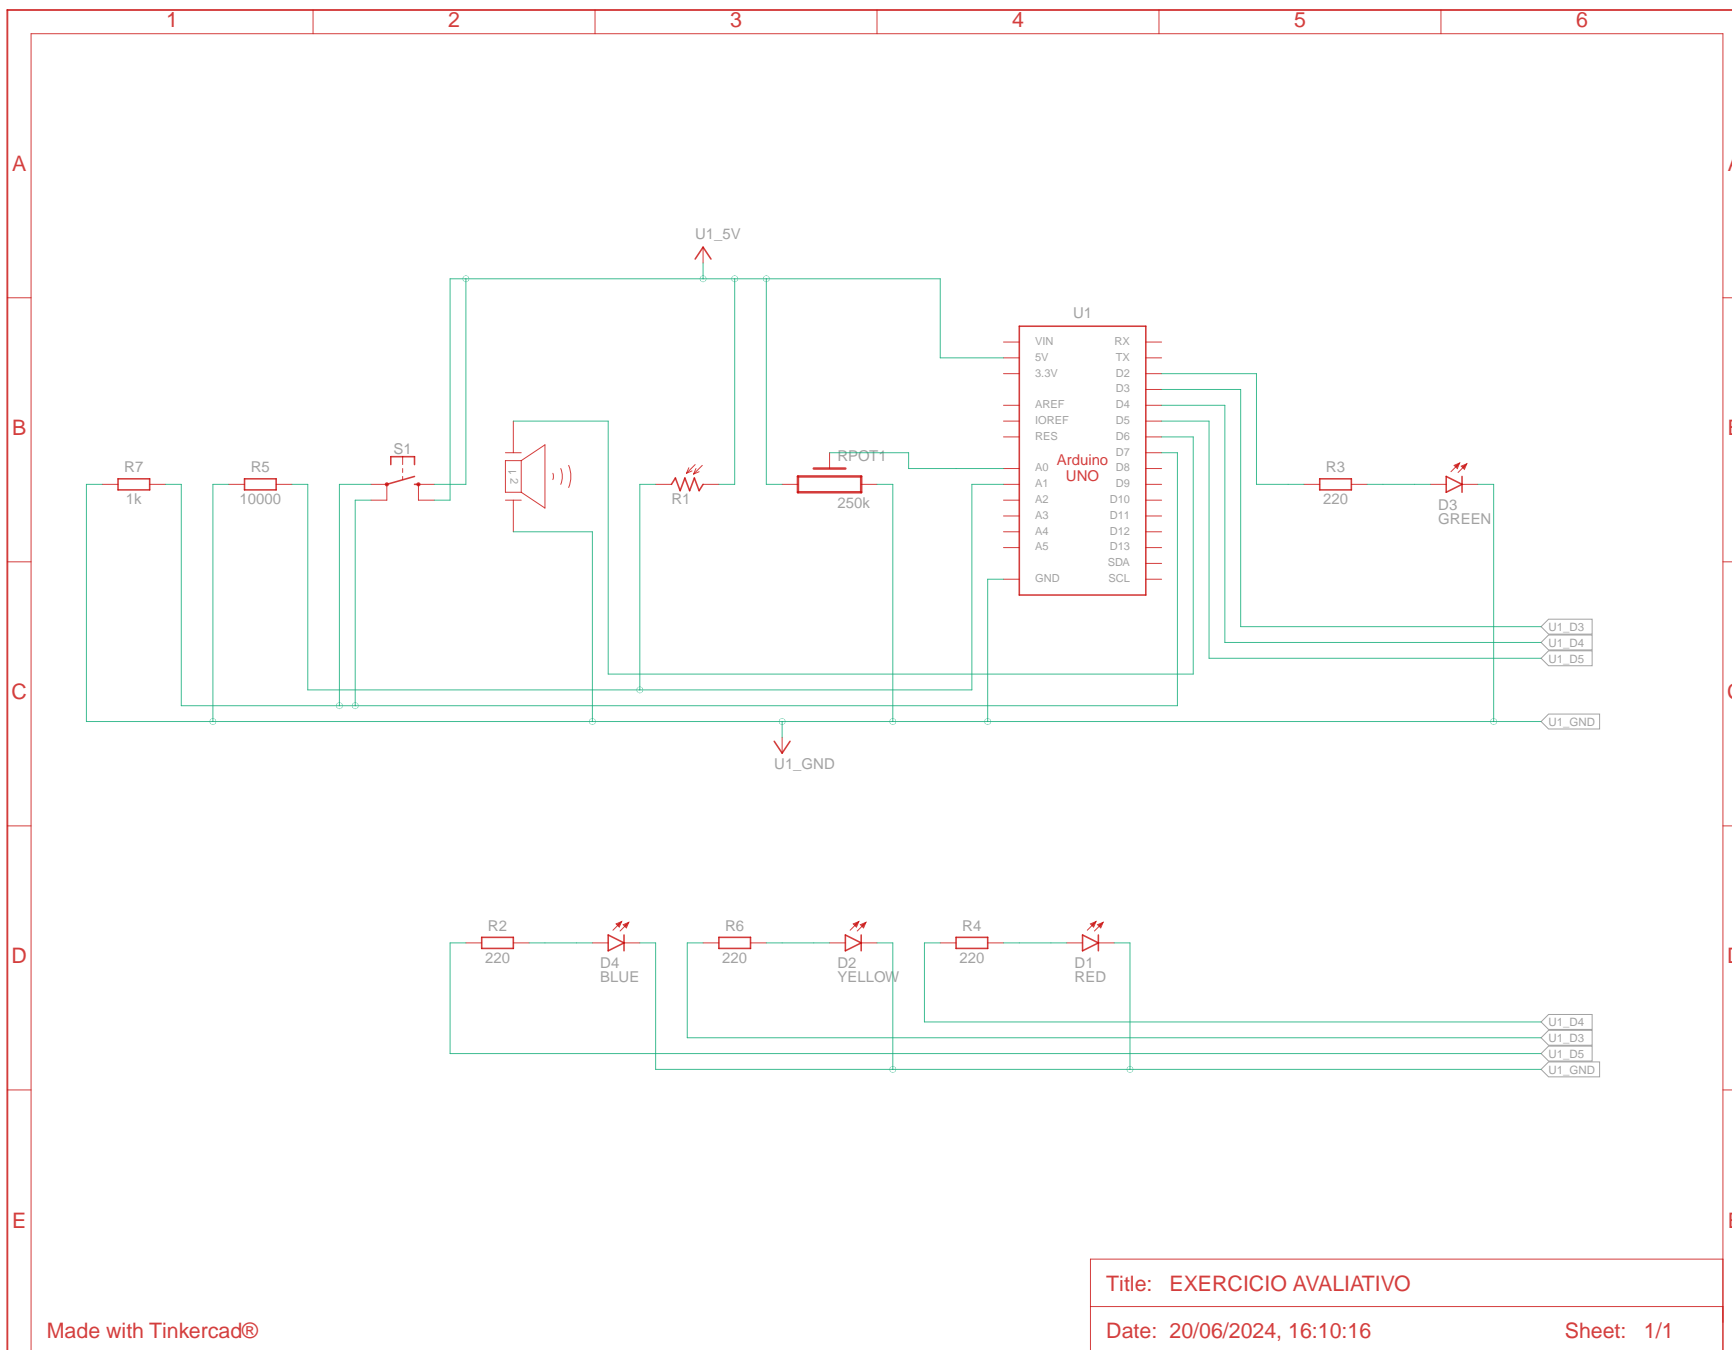 1 2 3 4 5 6
A
U1_5V
B
U1
VIN RX
5V TX
3.3V D2
D3
AREF D4
IOREF D5
RES D6
D7
A0 D8
A1 D9
A2 D10
A3 D11
A4 D12
A5 D13
SDA
GND SCL
Arduino
UNO
R7
1k
R5
10000
S1
1 2
R1
RPOT1
250k
R3
220
D3
GREEN
U1_D3
U1_D4
U1_D5
C
U1_GND
U1_GND
D
R2
220
D4
BLUE
R6
220
D2
YELLOW
R4
220
D1
RED
U1_D4
U1_D3
U1_D5
U1_GND
E
Title: EXERCICIO AVALIATIVO
Made with Tinkercad®
Date: 20/06/2024, 16:10:16 Sheet: 1/1